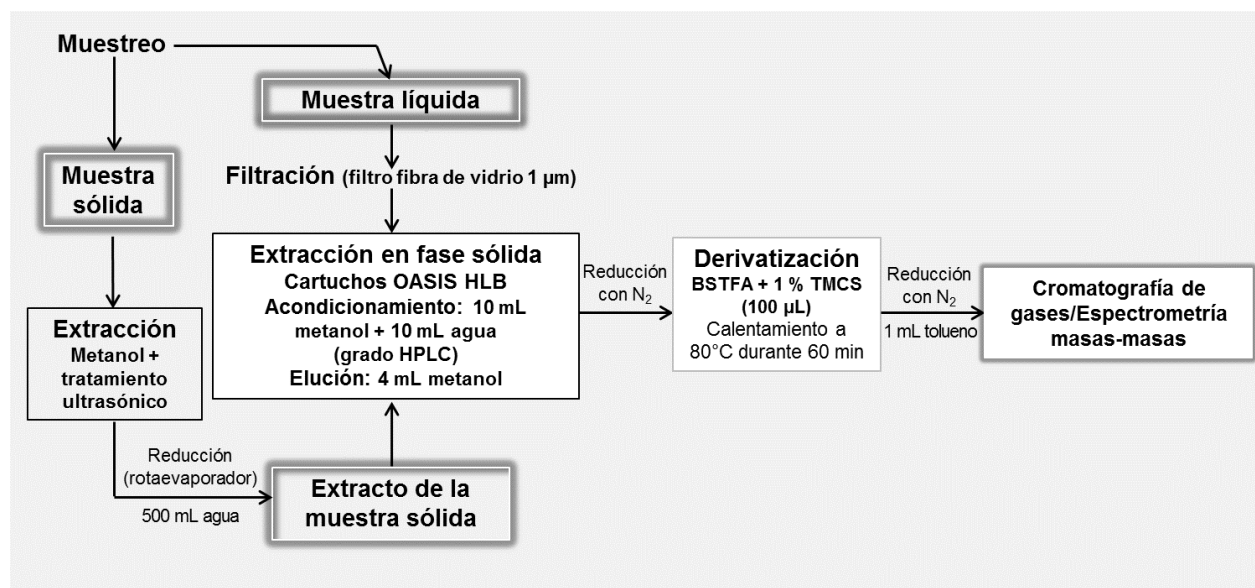 Muestreo
Muestra líquida
Filtración (filtro fibra de vidrio 1 µm)
Muestra
sólida
Extracción
Metanol +
tratamiento
ultrasónico
Reducción
(rotaevaporador)
500 mL agua
Extracto de la
muestra sólida
Extracción en fase sólida
Cartuchos OASIS HLB
Acondicionamiento: 10 mL
metanol + 10 mL agua
(grado HPLC)
Elución: 4 mL metanol
Reducción
con N₂
Derivatización
BSTFA + 1 % TMCS
(100 µL)
Calentamiento a
80°C durante 60 min
Reducción
con N₂
1 mL tolueno
Cromatografía de
gases/Espectrometría
masas-masas